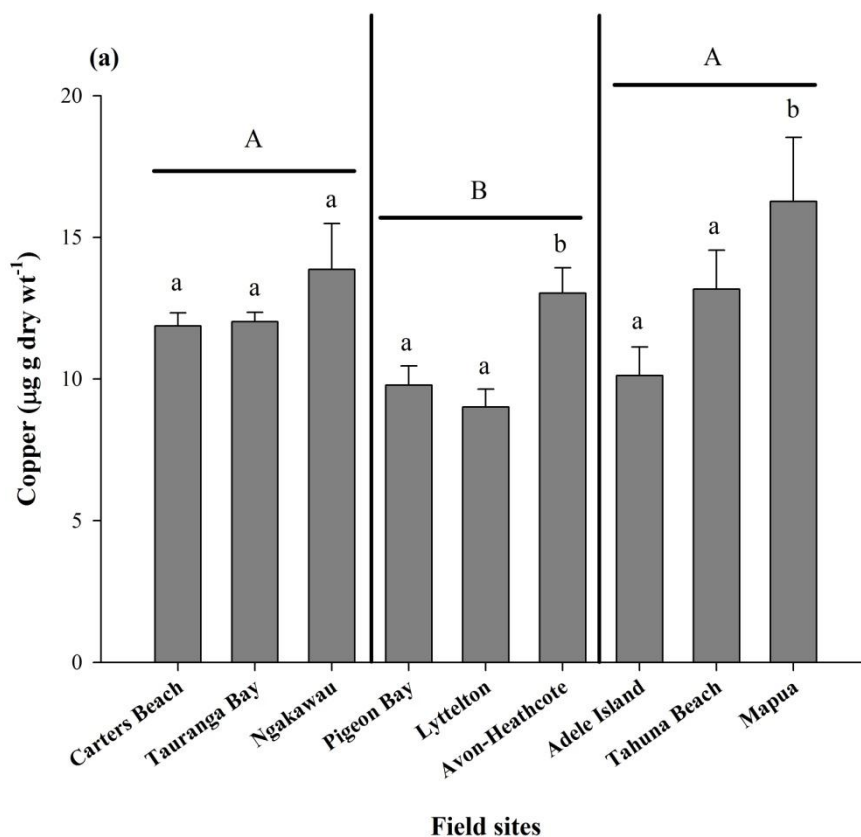 (a)
A
B
A
a
a
a
a
a
b
a
a
b
20
15
10
5
0
Copper (µg g dry wt⁻¹)
Carters Beach
Tauranga Bay
Ngakawau
Pigeon Bay
Lyttelton
Avon-Heathcote
Adele Island
Tahuna Beach
Mapua
Field sites